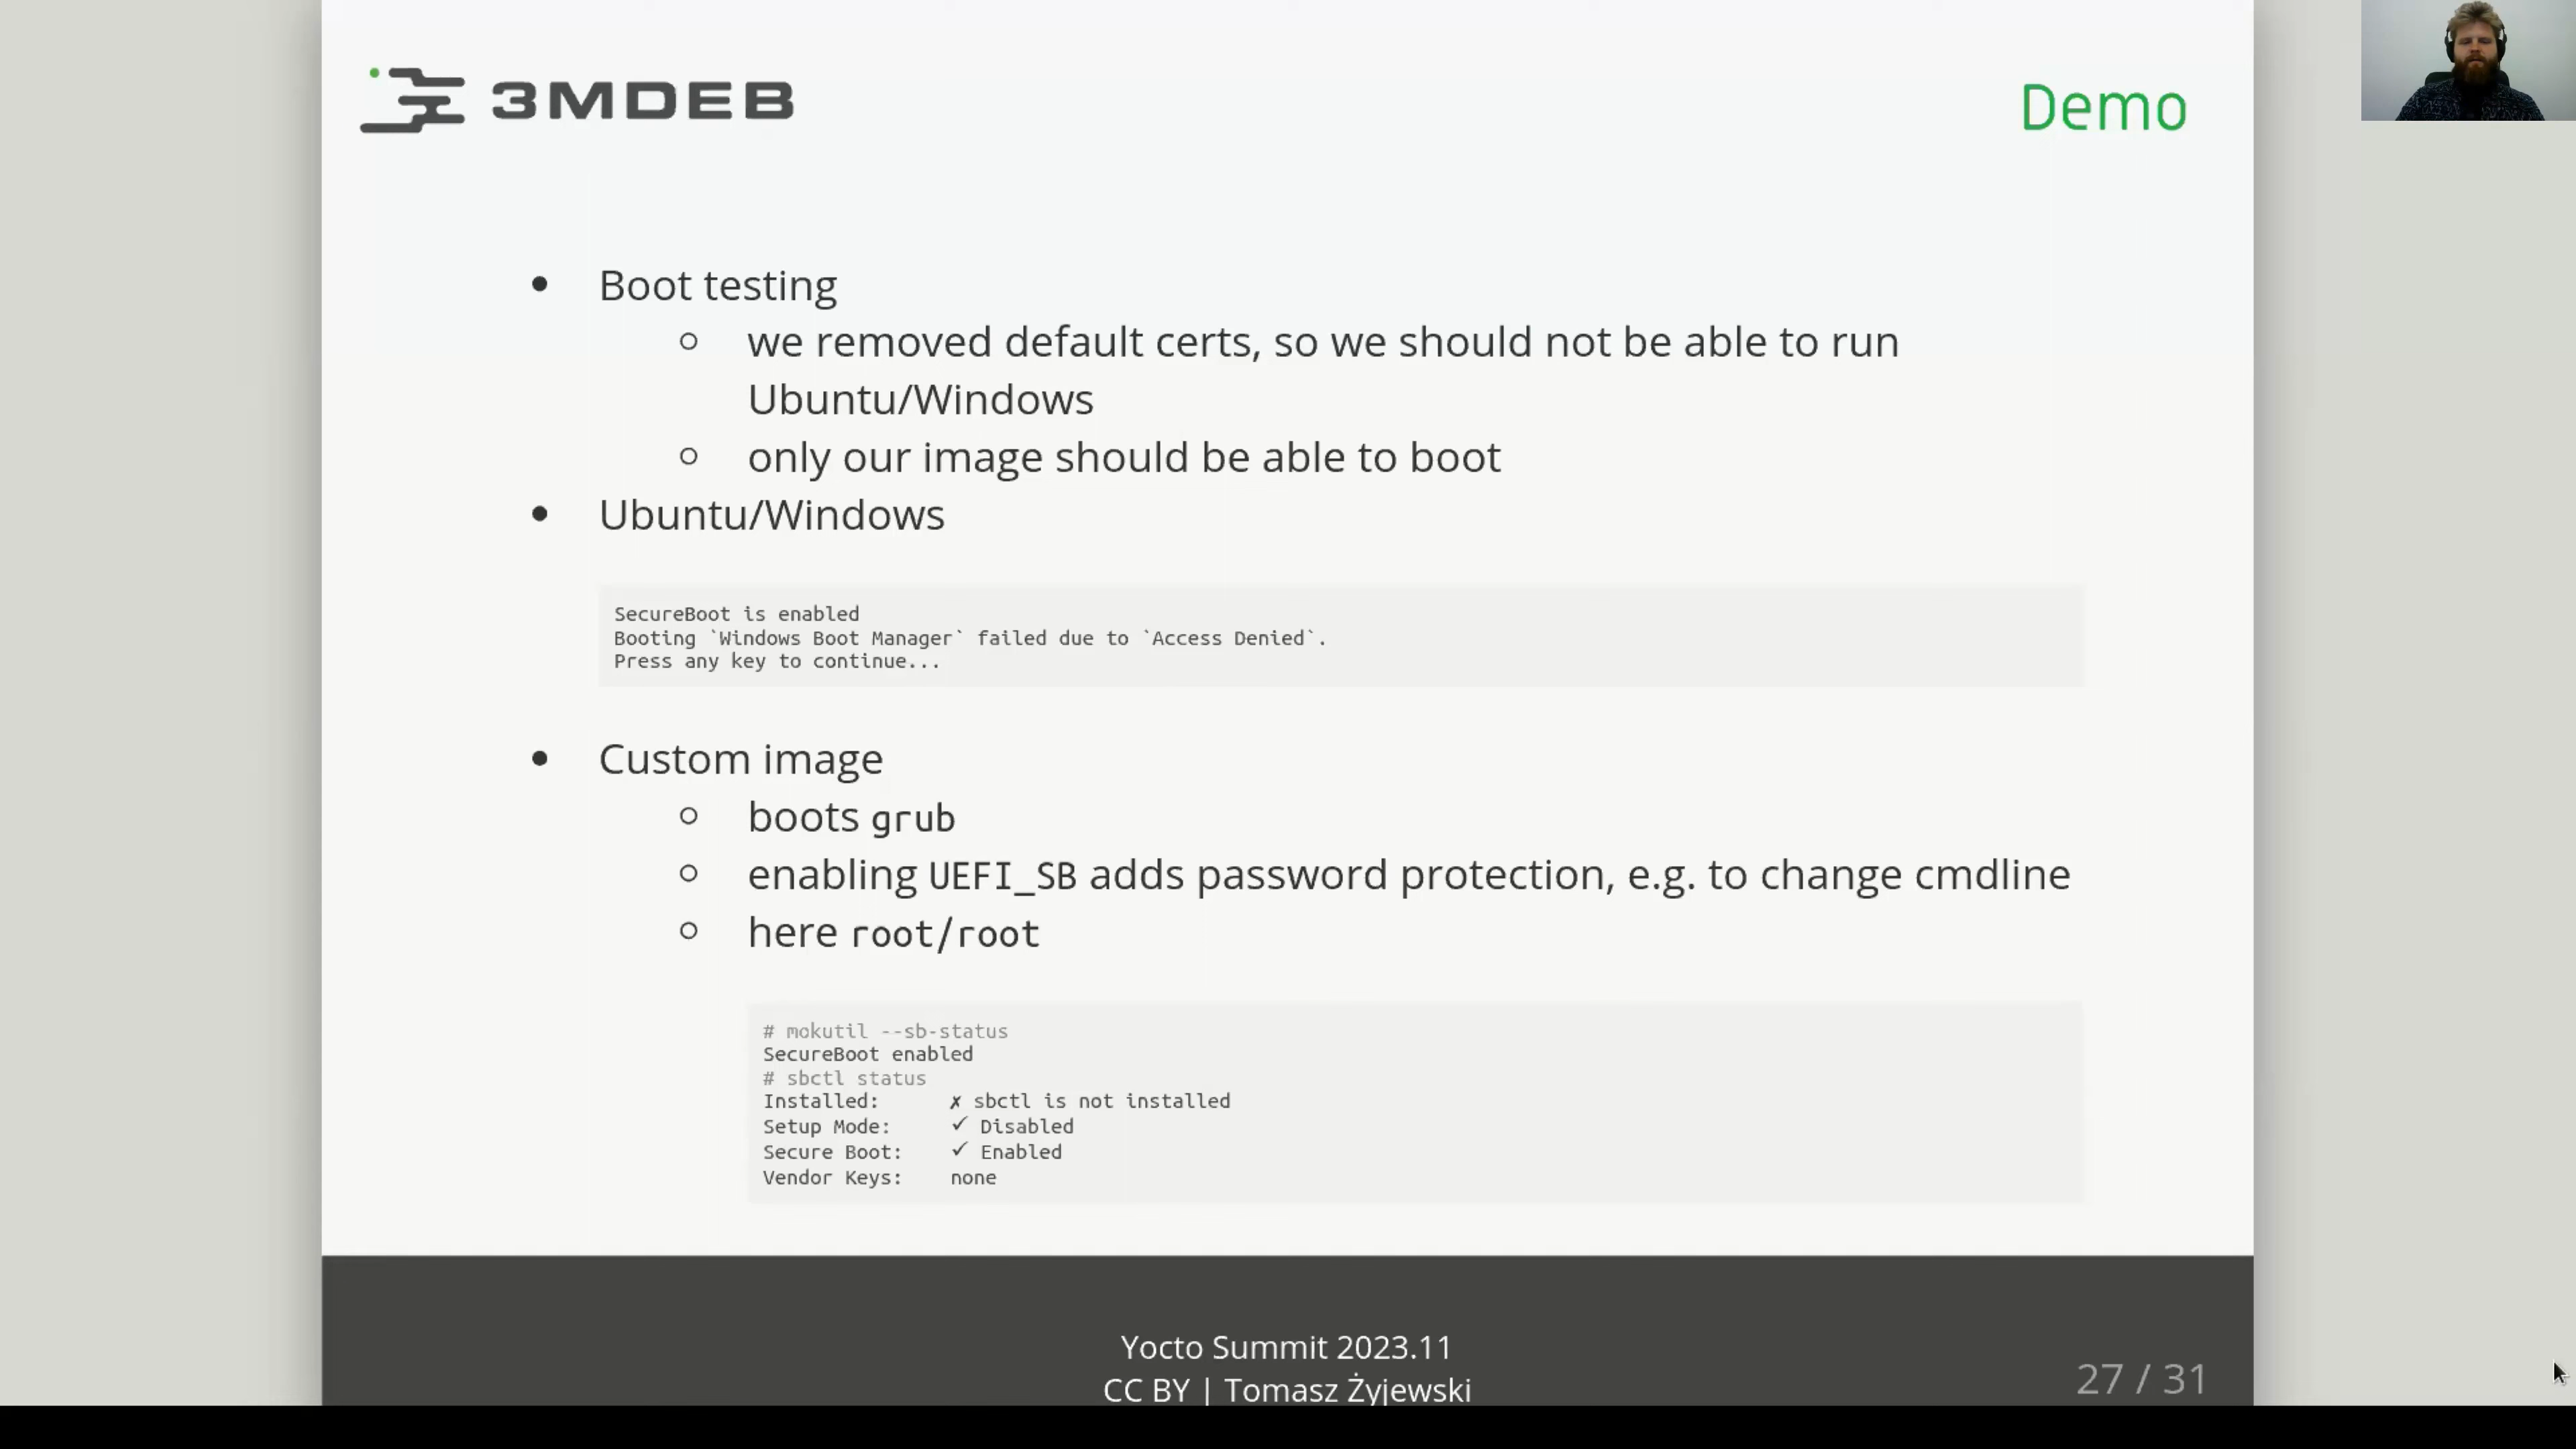 3MDEB
Demo
Boot testing
we removed default certs, so we should not be able to run
Ubuntu/Windows
only our image should be able to boot
Ubuntu/Windows
SecureBoot is enabled
Booting `Windows Boot Manager` failed due to `Access Denied`.
Press any key to continue...
Custom image
boots grub
enabling UEFI_SB adds password protection, e.g. to change cmdline
here root/root
# mokutil --sb-status
SecureBoot enabled
# sbctl status
Installed: ✗ sbctl is not installed
Setup Mode: ✓ Disabled
Secure Boot: ✓ Enabled
Vendor Keys: none
Yocto Summit 2023.11
CC BY | Tomasz Żyjewski
27 / 31